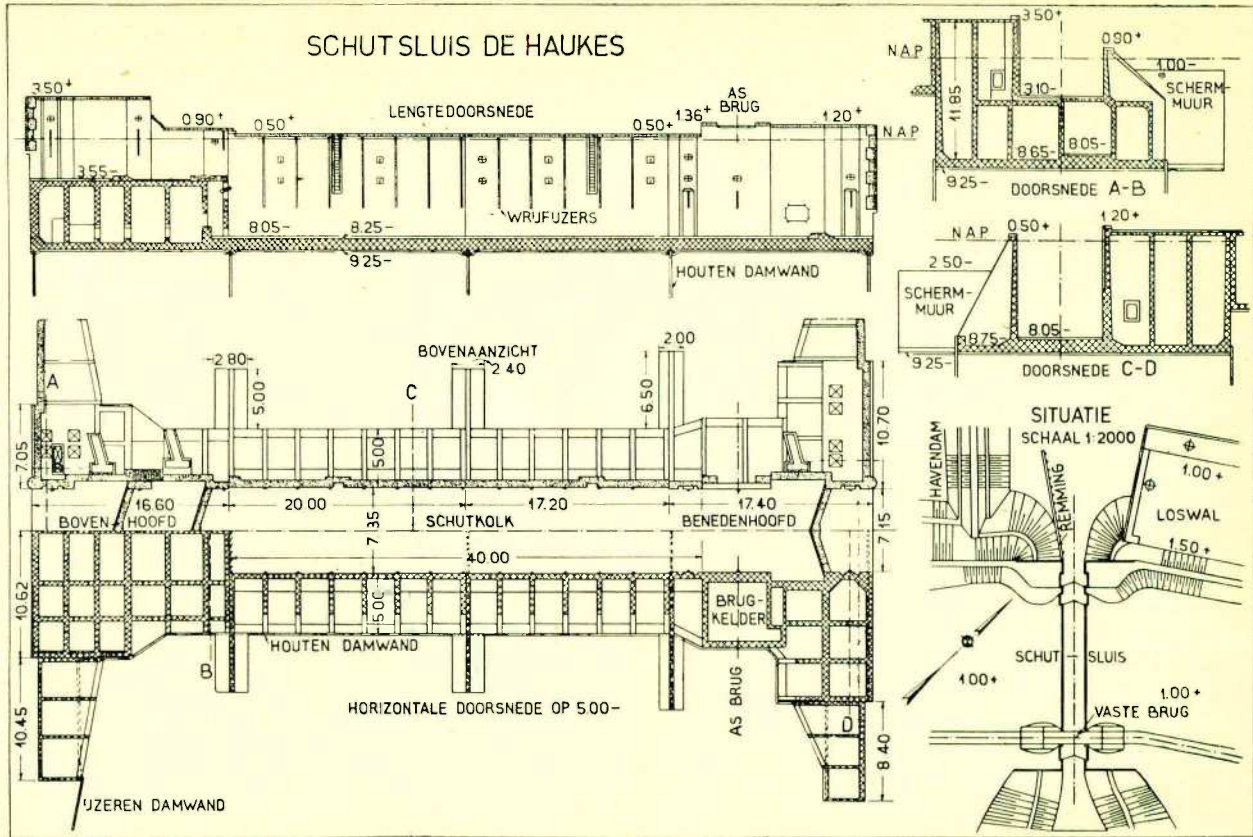 SCHUTSLUIS DE HAUKES
3.50+
LENGTEDOORSNEDE
AS
BRUG
0.90+
0.50+
0.50+
1.36+
1.20+
N.A.P.
3.55-
WRIJFIJZERS
8.05-
8.25-
9.25-
HOUTEN DAMWAND
3.50+
N.A.P.
0.90+
1.00-
SCHERM-
MUUR
11.85
3.10-
8.65-
8.05-
9.25-
DOORSNEDE A-B
N.A.P.
0.50+
1.20+
2.50-
SCHERM-
MUUR
8.75-
8.05-
9.25-
DOORSNEDE C-D
BOVENAANZICHT
2.80
2.40
2.00
A
C
5.00
6.50
7.05
5.00
10.70
16.60
20.00
17.20
17.40
BOVENHOOFD
SCHUTKOLK
BENEDENHOOFD
7.35
7.15
40.00
10.62
5.00
BRUG-
KELDER
HOUTEN DAMWAND
B
HORIZONTALE DOORSNEDE OP 5.00-
AS BRUG
D
10.45
8.40
IJZEREN DAMWAND
SITUATIE
SCHAAL 1:2000
HAVENDAM
REMMING
1.00+
LOSWAL
1.50+
SCHUT-SLUIS
1.00+
1.00+
VASTE BRUG